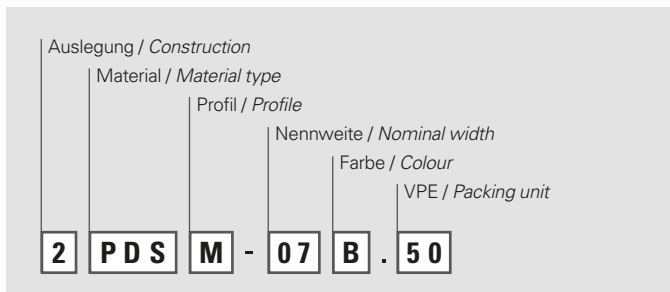 Auslegung / Construction
Material / Material type
Profil / Profile
Nennweite / Nominal width
Farbe / Colour
VPE / Packing unit
2 PDS M - 07 B . 50